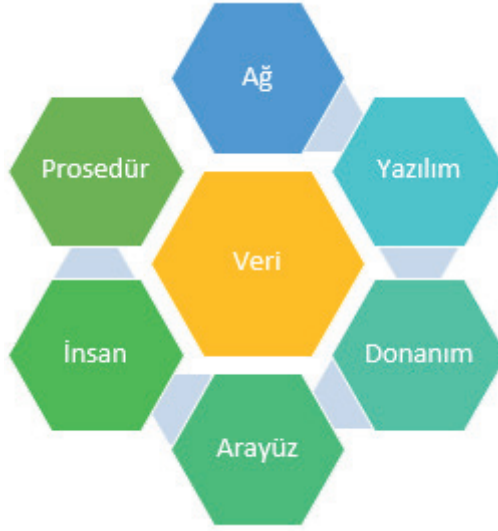 Ağ
Prosedür
Yazılım
Veri
İnsan
Donanım
Arayüz